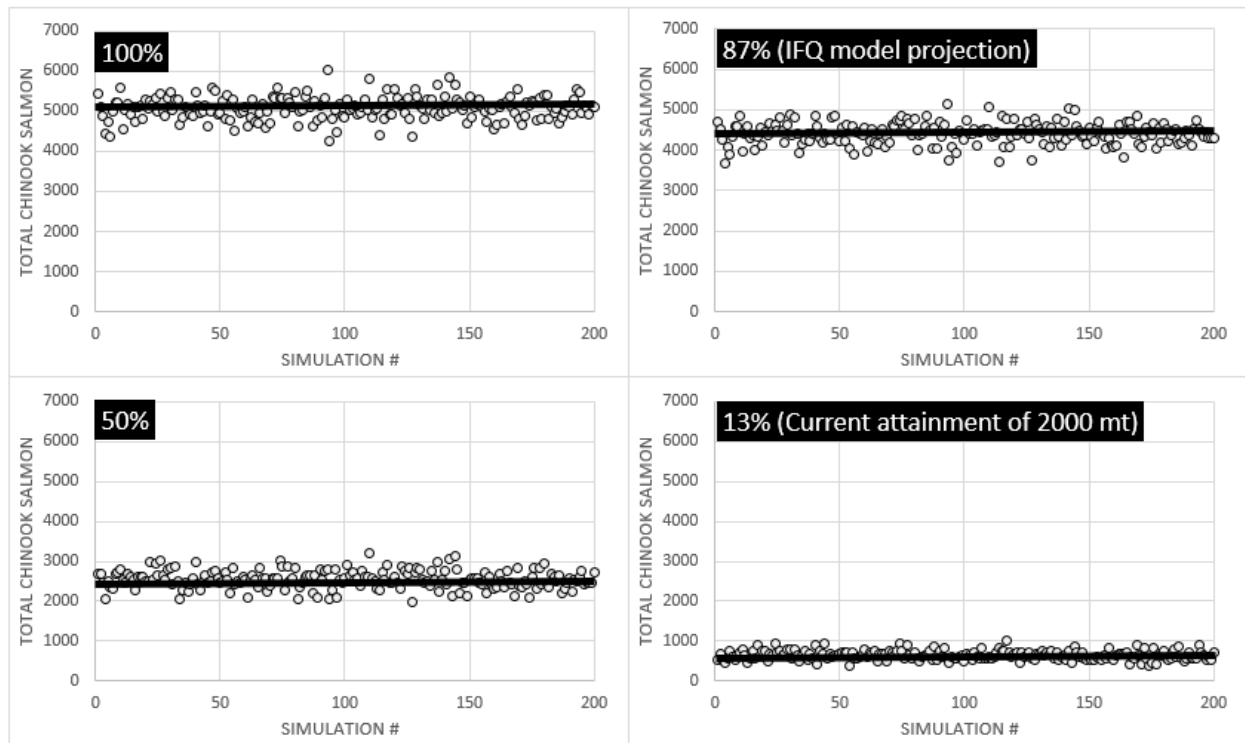 100%
7000
6000
5000
4000
3000
2000
1000
0
TOTAL CHINOOK SALMON
0 50 100 150 200
SIMULATION #
87% (IFQ model projection)
7000
6000
5000
4000
3000
2000
1000
0
TOTAL CHINOOK SALMON
0 50 100 150 200
SIMULATION #
50%
7000
6000
5000
4000
3000
2000
1000
0
TOTAL CHINOOK SALMON
0 50 100 150 200
SIMULATION #
13% (Current attainment of 2000 mt)
7000
6000
5000
4000
3000
2000
1000
0
TOTAL CHINOOK SALMON
0 50 100 150 200
SIMULATION #